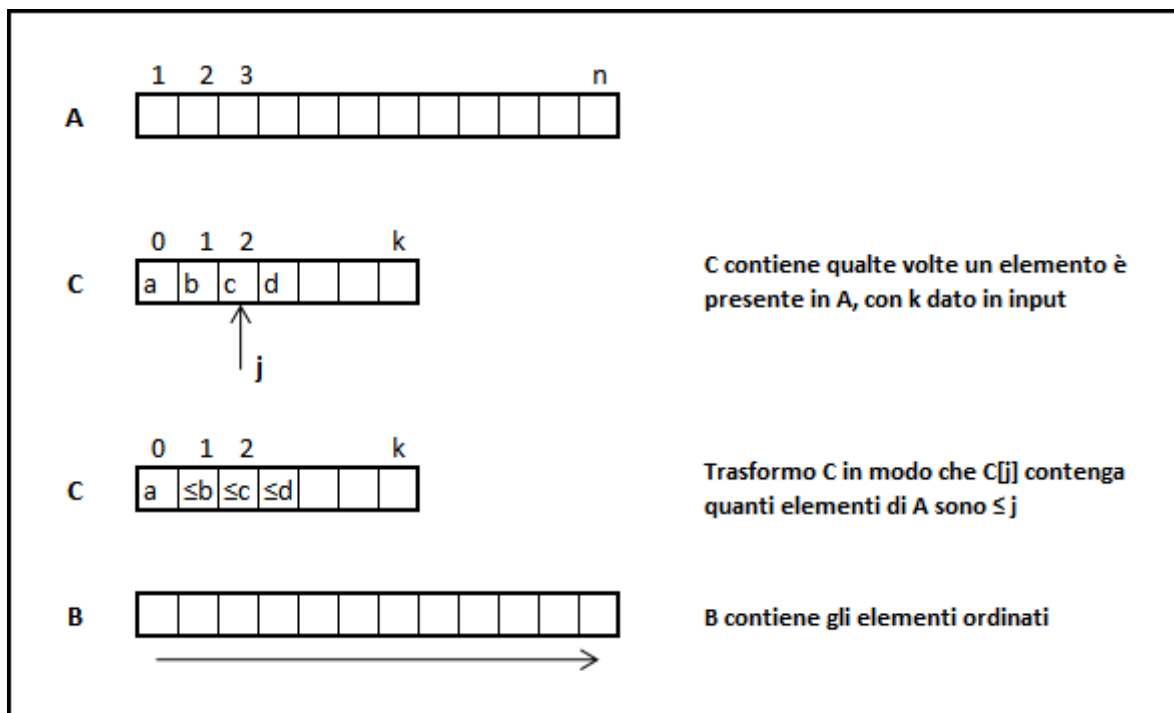 1 2 3 n
A
0 1 2 k
C a b c d
C contiene qualte volte un elemento è
presente in A, con k dato in input
j
0 1 2 k
C a ≤b ≤c ≤d
Trasformo C in modo che C[j] contenga
quanti elementi di A sono ≤ j
B
B contiene gli elementi ordinati